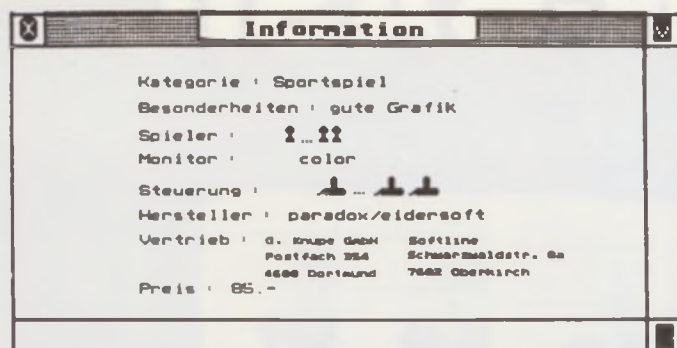 Information
Kategorie : Sportspiel
Besonderheiten : gute Grafik
Spieler : ...
Monitor : color
Steuerung : ...
Hersteller : paradox/eidersoft
Vertrieb : G. Knupe GmbH Softline
Postfach 354 Schwarzwaldstr. 8a
4600 Dortmund 7602 Oberkirch
Preis : 85.-